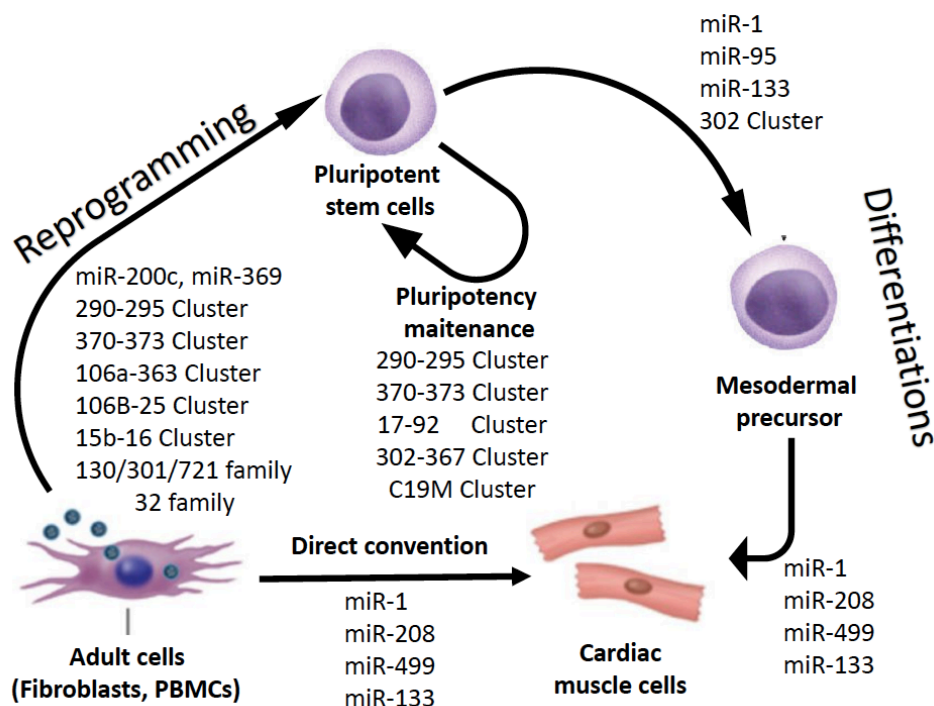 Reprogramming
miR-200c, miR-369
290-295 Cluster
370-373 Cluster
106a-363 Cluster
106B-25 Cluster
15b-16 Cluster
130/301/721 family
32 family
Pluripotent
stem cells
Pluripotency
maitenance
290-295 Cluster
370-373 Cluster
17-92 Cluster
302-367 Cluster
C19M Cluster
miR-1
miR-95
miR-133
302 Cluster
Differentiations
Mesodermal
precursor
miR-1
miR-208
miR-499
miR-133
Direct convention
miR-1
miR-208
miR-499
miR-133
Adult cells
(Fibroblasts, PBMCs)
Cardiac
muscle cells